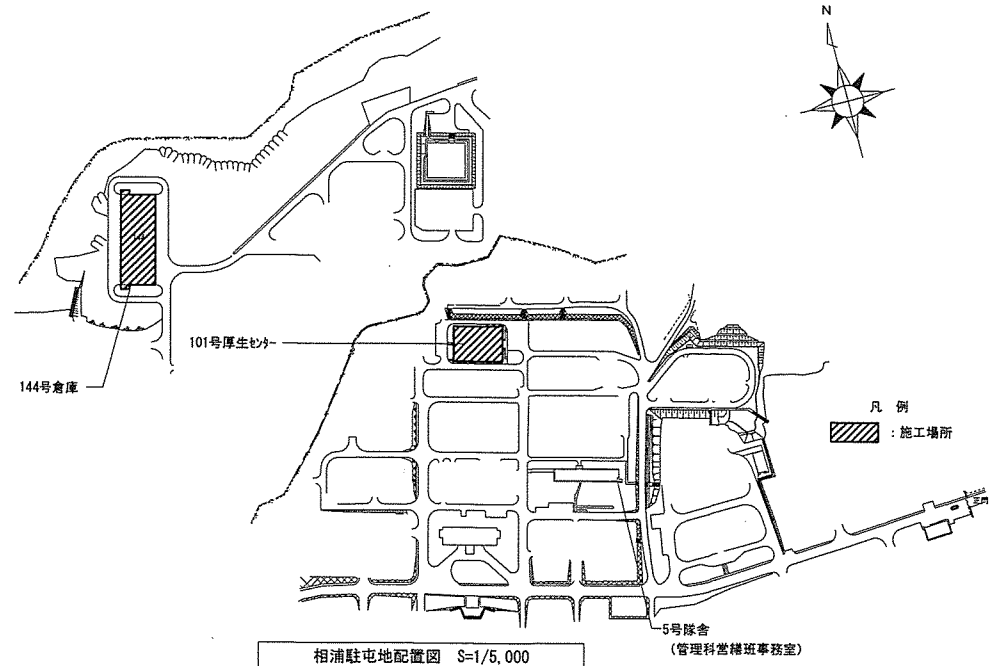 N
101号厚生センター
144号倉庫
凡 例
：施工場所
5号隊舎
(管理科営繕班事務室)
相浦駐屯地配置図 S=1/5,000